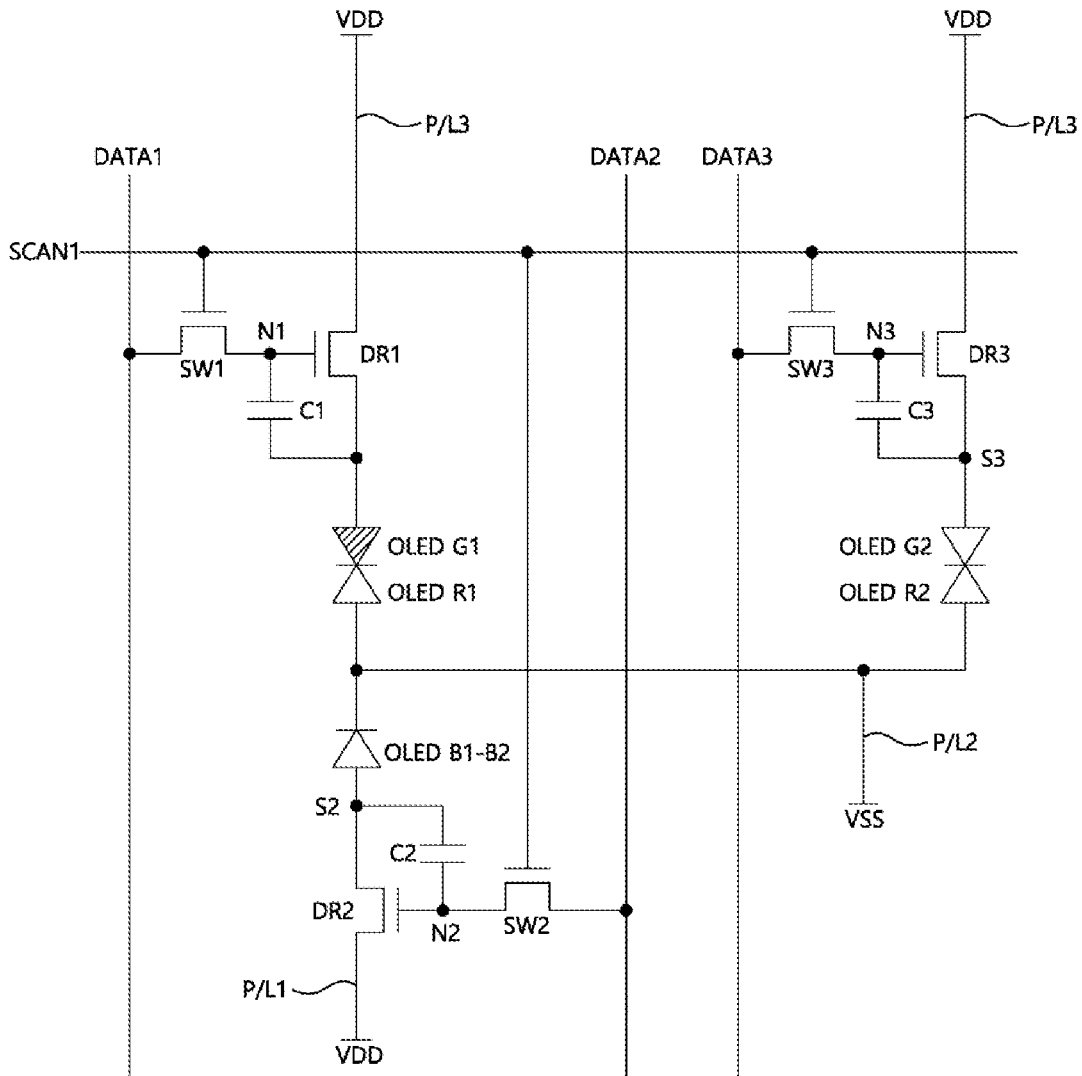 VDD VDD
P/L3 P/L3
DATA1 DATA2 DATA3
SCAN1
N1 N3
SW1 DR1 SW3 DR3
C1 C3
S3
OLED G1 OLED G2
OLED R1 OLED R2
P/L2
OLED B1-B2
S2
VSS
C2
DR2 N2 SW2
P/L1
VDD